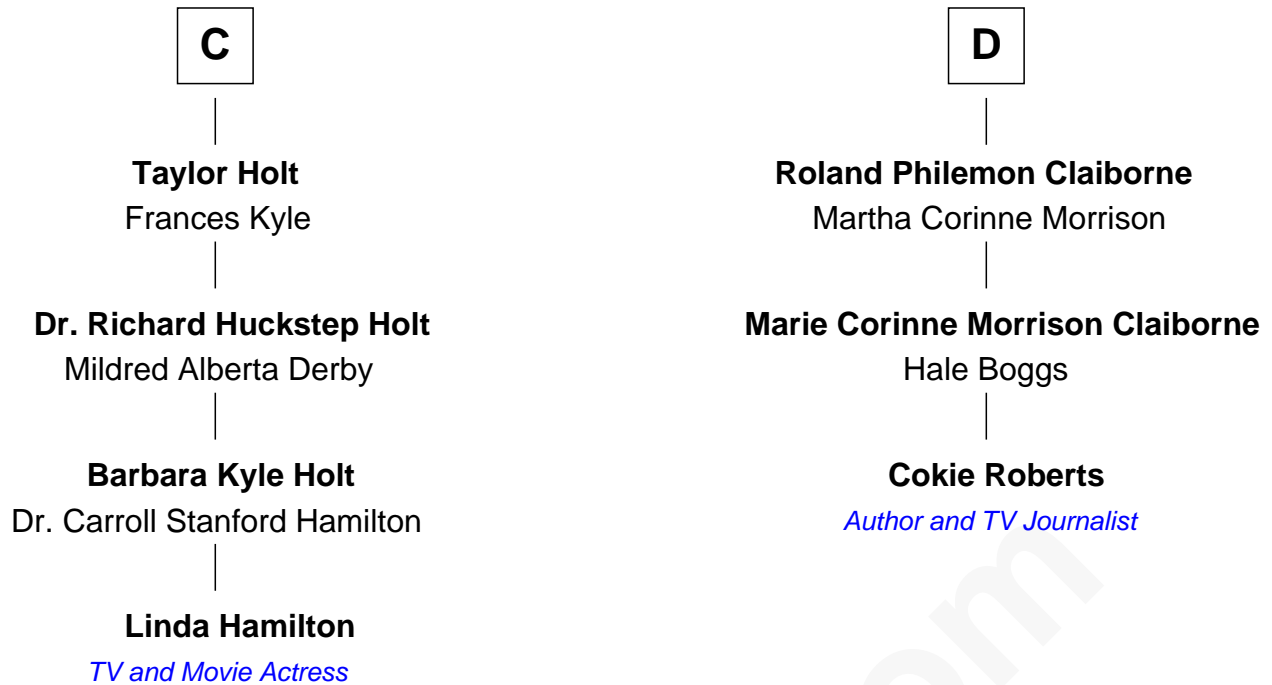 C
Taylor Holt
Frances Kyle
Dr. Richard Huckstep Holt
Mildred Alberta Derby
Barbara Kyle Holt
Dr. Carroll Stanford Hamilton
Linda Hamilton
TV and Movie Actress
D
Roland Philemon Claiborne
Martha Corinne Morrison
Marie Corinne Morrison Claiborne
Hale Boggs
Cokie Roberts
Author and TV Journalist
om